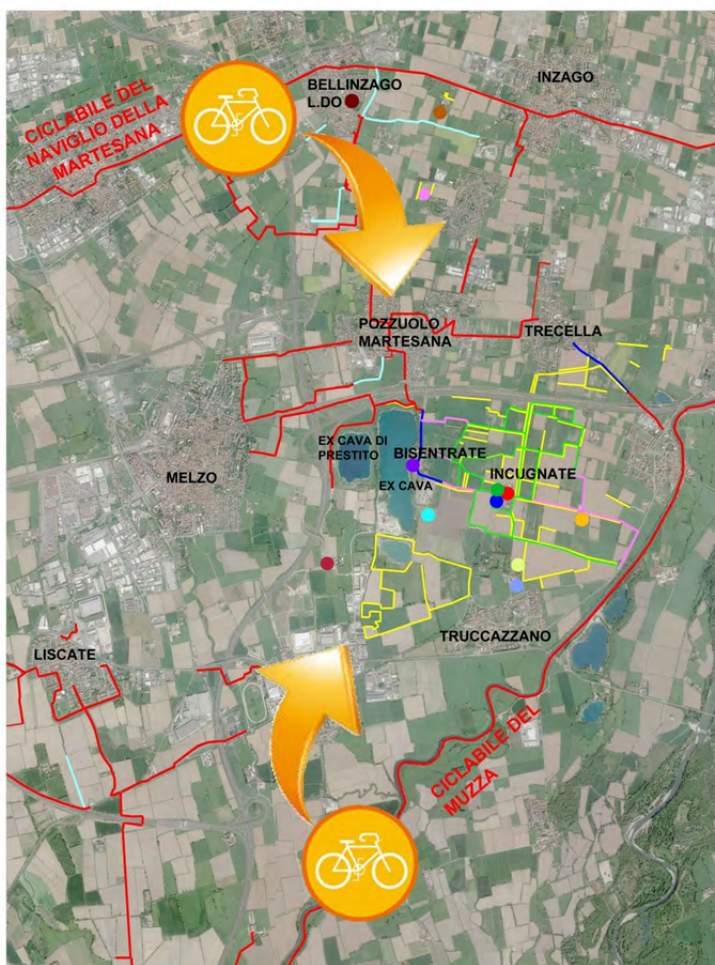 BELLINZAGO
L.DO
INZAGO
CICLABILE DEL
NAVIGLIO DELLA
MARTESANA
POZZUOLO
MARTESANA
TRECELLA
EX CAVA DI
PRESTITO
BISENTRATE
MELZO
INCUGNATE
EX CAVA
TRUCCAZZANO
LISCATE
CICLABILE DEL
MUZZA